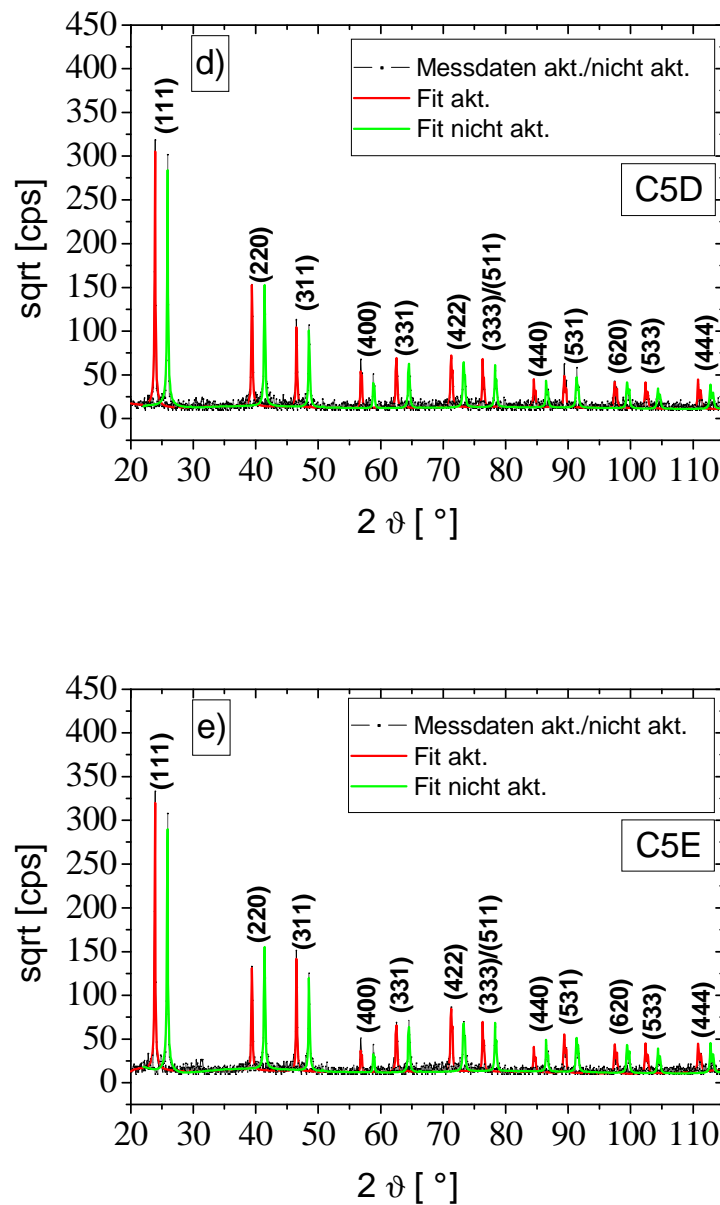 450
400
350
300
250
200
150
100
50
0
sqrt [cps]
d)
Messdaten akt./nicht akt.
Fit akt.
Fit nicht akt.
C5D
(111)
(220)
(311)
(400)
(331)
(422)
(333)/(511)
(440)
(531)
(620)
(533)
(444)
20 30 40 50 60 70 80 90 100 110
2 ϑ [ °]
450
400
350
300
250
200
150
100
50
0
sqrt [cps]
e)
Messdaten akt./nicht akt.
Fit akt.
Fit nicht akt.
C5E
(111)
(220)
(311)
(400)
(331)
(422)
(333)/(511)
(440)
(531)
(620)
(533)
(444)
20 30 40 50 60 70 80 90 100 110
2 ϑ [ °]